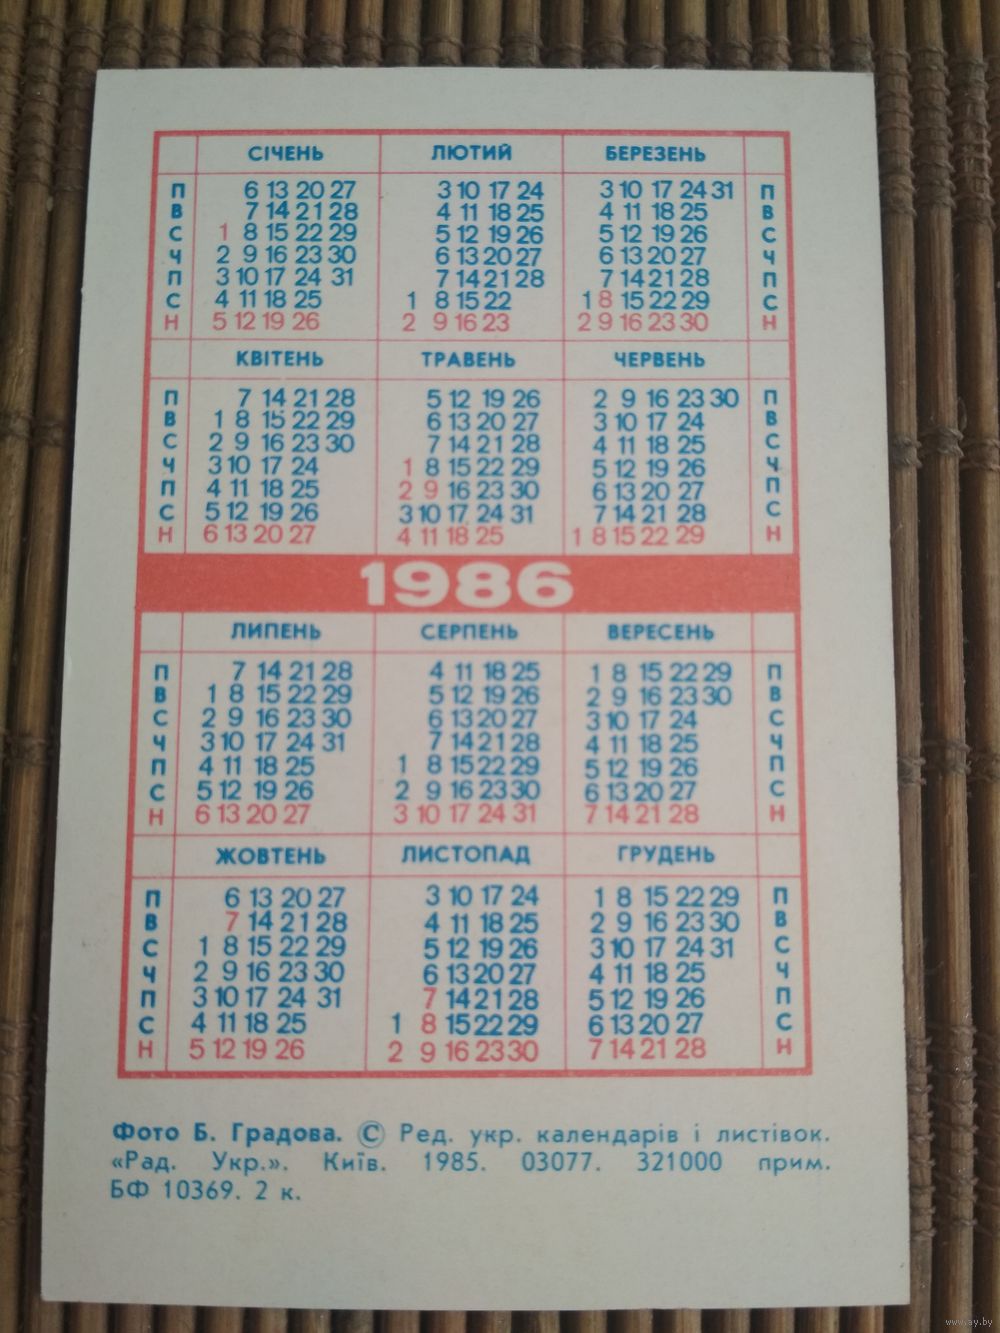 СІЧЕНЬ ЛЮТИЙ БЕРЕЗЕНЬ
П 6 13 20 27 3 10 17 24 3 10 17 24 31 П
В 7 14 21 28 4 11 18 25 4 11 18 25 В
С 1 8 15 22 29 5 12 19 26 5 12 19 26 С
Ч 2 9 16 23 30 6 13 20 27 6 13 20 27 Ч
П 3 10 17 24 31 7 14 21 28 7 14 21 28 П
С 4 11 18 25 1 8 15 22 1 8 15 22 29 С
Н 5 12 19 26 2 9 16 23 2 9 16 23 30 Н
КВІТЕНЬ ТРАВЕНЬ ЧЕРВЕНЬ
П 7 14 21 28 5 12 19 26 2 9 16 23 30 П
В 1 8 15 22 29 6 13 20 27 3 10 17 24 В
С 2 9 16 23 30 7 14 21 28 4 11 18 25 С
Ч 3 10 17 24 1 8 15 22 29 5 12 19 26 Ч
П 4 11 18 25 2 9 16 23 30 6 13 20 27 П
С 5 12 19 26 3 10 17 24 31 7 14 21 28 С
Н 6 13 20 27 4 11 18 25 1 8 15 22 29 Н
1986
ЛИПЕНЬ СЕРПЕНЬ ВЕРЕСЕНЬ
П 7 14 21 28 4 11 18 25 1 8 15 22 29 П
В 1 8 15 22 29 5 12 19 26 2 9 16 23 30 В
С 2 9 16 23 30 6 13 20 27 3 10 17 24 С
Ч 3 10 17 24 31 7 14 21 28 4 11 18 25 Ч
П 4 11 18 25 1 8 15 22 29 5 12 19 26 П
С 5 12 19 26 2 9 16 23 30 6 13 20 27 С
Н 6 13 20 27 3 10 17 24 31 7 14 21 28 Н
ЖОВТЕНЬ ЛИСТОПАД ГРУДЕНЬ
П 6 13 20 27 3 10 17 24 1 8 15 22 29 П
В 7 14 21 28 4 11 18 25 2 9 16 23 30 В
С 1 8 15 22 29 5 12 19 26 3 10 17 24 31 С
Ч 2 9 16 23 30 6 13 20 27 4 11 18 25 Ч
П 3 10 17 24 31 7 14 21 28 5 12 19 26 П
С 4 11 18 25 1 8 15 22 29 6 13 20 27 С
Н 5 12 19 26 2 9 16 23 30 7 14 21 28 Н
Фото Б. Градова. © Ред. укр. календарів і листівок.
«Рад. Укр.». Київ. 1985. 03077. 321000 прим.
БФ 10369. 2 к.
www.ay.by